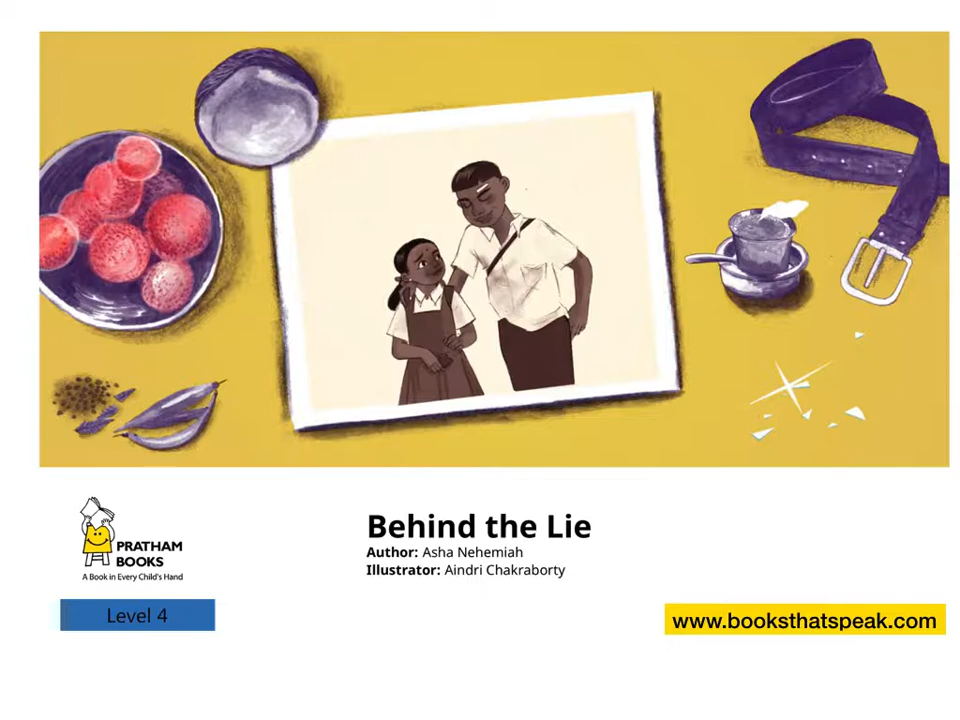 PRATHAM
BOOKS
A Book in Every Child's Hand
Level 4
Behind the Lie
Author: Asha Nehemiah
Illustrator: Aindri Chakraborty
www.booksthatspeak.com